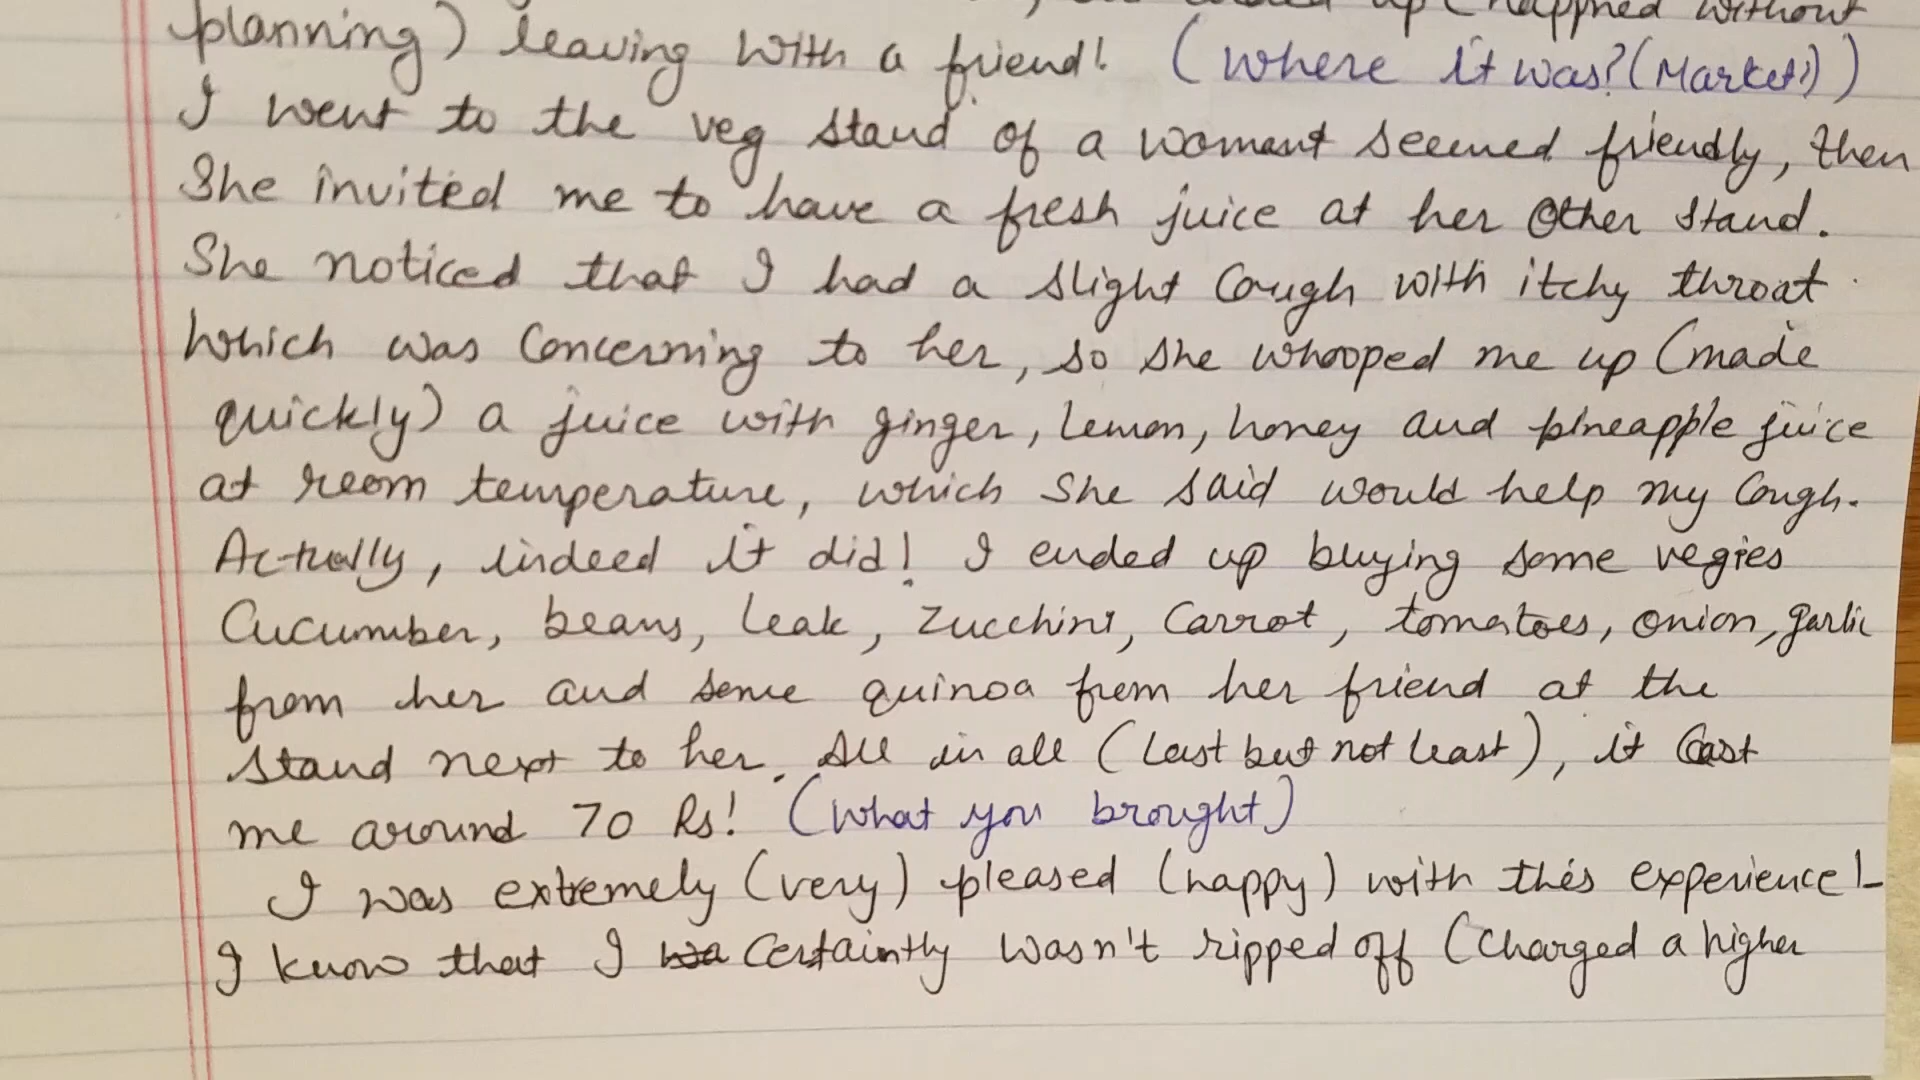 up (happned without
planning) leaving with a friend! (where it was? (Market))
I went to the veg stand of a woman seemed friendly, then
She invited me to have a fresh juice at her Other stand.
She noticed that I had a slight Cough with itchy throat
which was Concerning to her, so she whooped me up (made
quickly) a juice with ginger, lemon, honey and pineapple juice
at room temperature, which she said would help my Cough.
Actually, indeed it did! I ended up buying some vegies
Cucumber, beans, leak, zucchini, Carrot, tomatoes, onion, garlic
from her and some quinoa from her friend at the
stand next to her. All in all (last but not least), it Cost
me around 70 Rs! (what you brought)
I was extremely (very) pleased (happy) with this experience!
I know that I wa Certaintly wasn't ripped off (Charged a higher